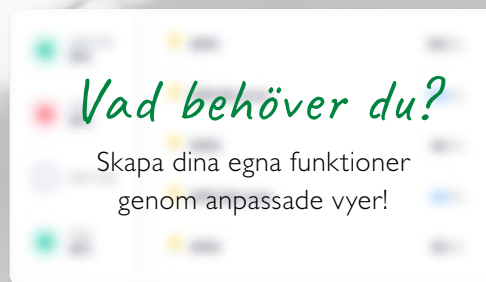 Vad behöver du?
Skapa dina egna funktioner
genom anpassade vyer!